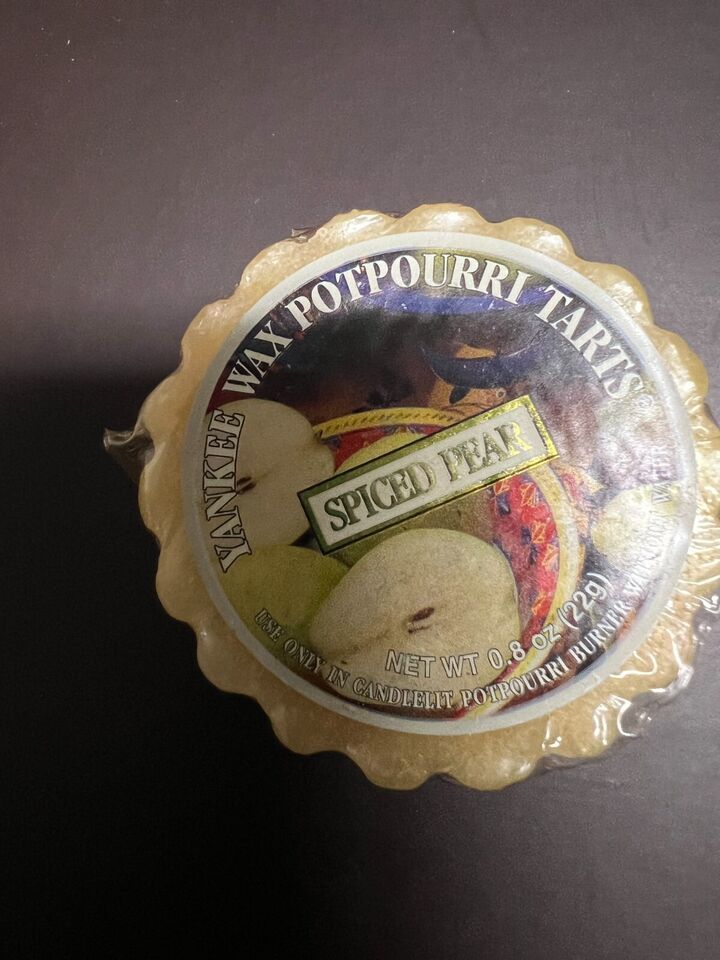 YANKEE WAX POTPOURRI TARTS®
SPICED PEAR
NET WT 0.8 oz (22g)
USE ONLY IN CANDLELIT POTPOURRI BURNER